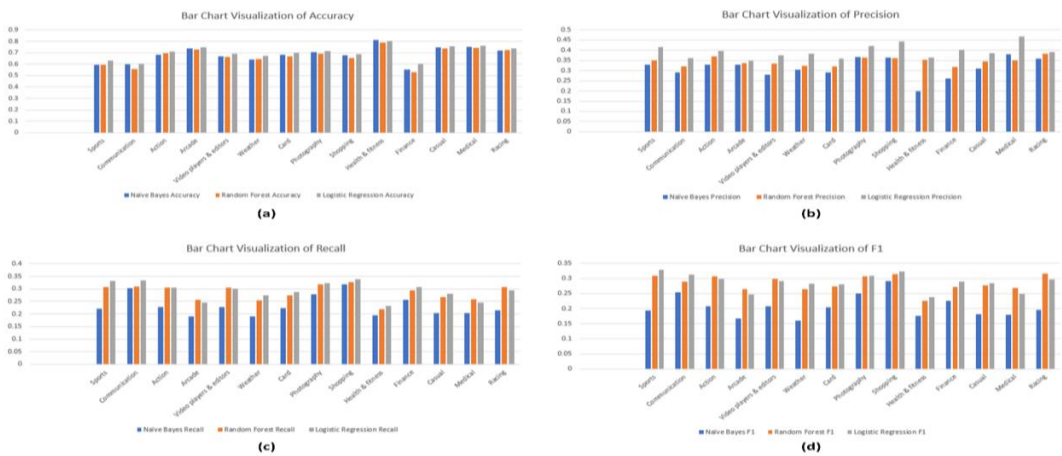 Bar Chart Visualization of Accuracy
0.9
0.8
0.7
0.6
0.5
0.4
0.3
0.2
0.1
0
Sports
Communication
Action
Arcade
Video players & editors
Weather
Card
Photography
Shopping
Health & fitness
Finance
Casual
Medical
Racing
Naïve Bayes Accuracy Random Forest Accuracy Logistic Regression Accuracy
(a)
Bar Chart Visualization of Precision
0.5
0.45
0.4
0.35
0.3
0.25
0.2
0.15
0.1
0.05
0
Sports
Communication
Action
Arcade
Video players & editors
Weather
Card
Photography
Shopping
Health & fitness
Finance
Casual
Medical
Racing
Naïve Bayes Precision Random Forest Precision Logistic Regression Precision
(b)
Bar Chart Visualization of Recall
0.4
0.35
0.3
0.25
0.2
0.15
0.1
0.05
0
Sports
Communication
Action
Arcade
Video players & editors
Weather
Card
Photography
Shopping
Health & fitness
Finance
Casual
Medical
Racing
Naïve Bayes Recall Random Forest Recall Logistic Regression Recall
(c)
Bar Chart Visualization of F1
0.35
0.3
0.25
0.2
0.15
0.1
0.05
0
Sports
Communication
Action
Arcade
Video players & editors
Weather
Card
Photography
Shopping
Health & fitness
Finance
Casual
Medical
Racing
Naïve Bayes F1 Random Forest F1 Logistic Regression F1
(d)